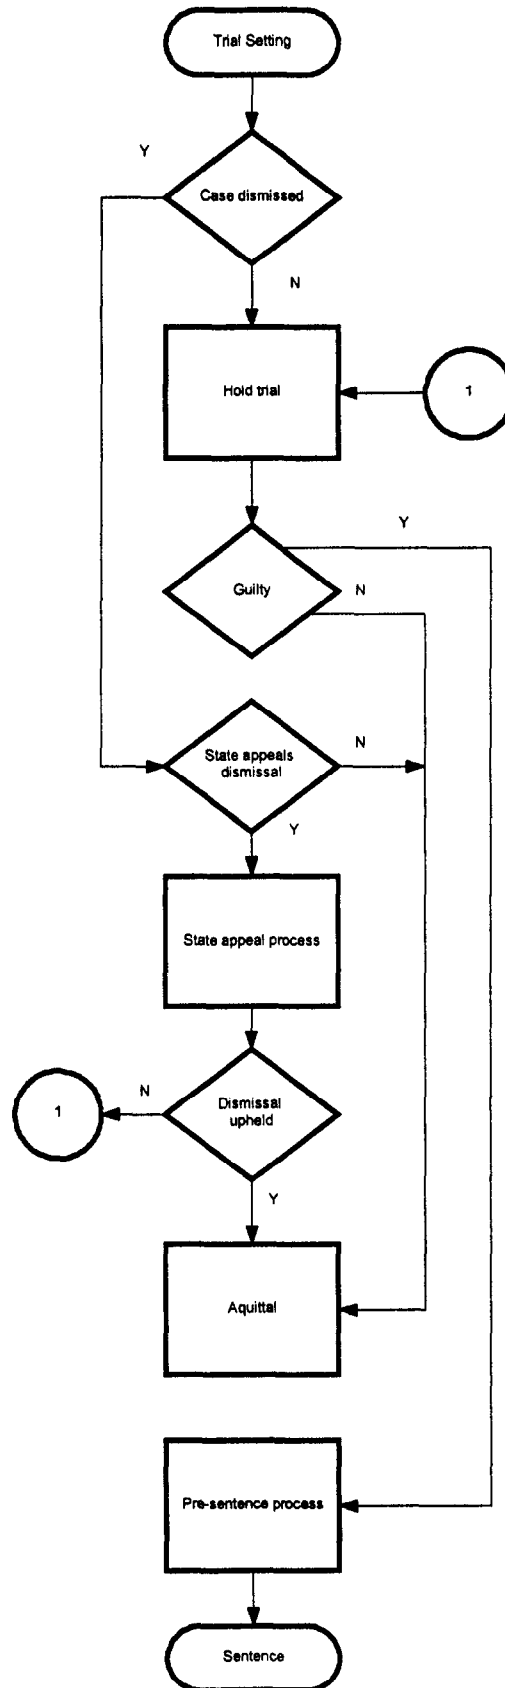 Trial Setting
Y
Case dismissed
N
Hold trial
1
Y
Guilty
N
State appeals
dismissal
N
Y
State appeal process
N
1
Dismissal
upheld
Y
Aquittal
Pre-sentence process
Sentence